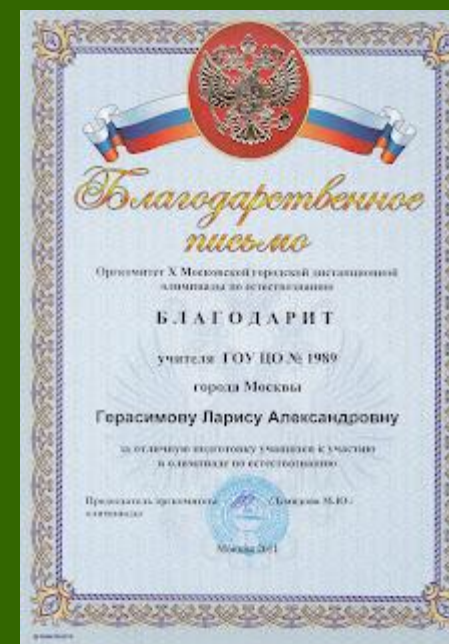 Благодарственное
письмо
Оргкомитет X Московской городской дистанционной
олимпиады по естествознанию
БЛАГОДАРИТ
учителя ГОУ ЦО № 1989
города Москвы
Герасимову Ларису Александровну
за отличную подготовку учащихся к участию
в олимпиаде по естествознанию
Председатель оргкомитета
олимпиады
Москва 2011